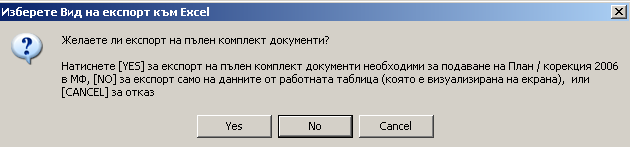 Изберете Вид на експорт към Excel
Желаете ли експорт на пълен комплект документи?
Натиснете [YES] за експорт на пълен комплект документи необходими за подаване на План / корекция 2006
в МФ, [NO] за експорт само на данните от работната таблица (която е визуализирана на екрана), или
[CANCEL] за отказ
Yes
No
Cancel